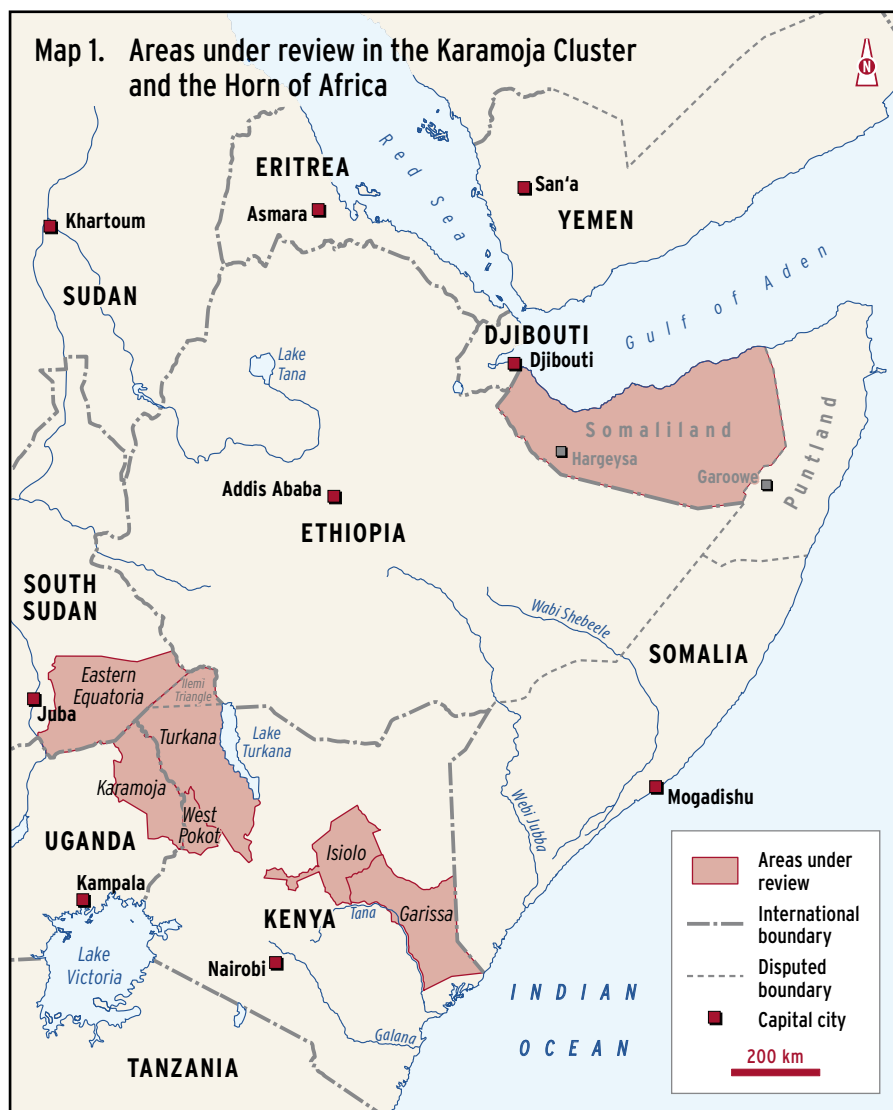 Map 1. Areas under review in the Karamoja Cluster
and the Horn of Africa
N
Red Sea
ERITREA
Asmara
San‘a
YEMEN
Khartoum
SUDAN
Gulf of Aden
DJIBOUTI
Djibouti
Lake
Tana
Somaliland
Hargeysa
Garoowe
Puntland
Addis Ababa
ETHIOPIA
SOUTH
SUDAN
Wabi Shebeele
SOMALIA
Eastern
Equatoria
Ilemi
Triangle
Juba
Turkana
Lake
Turkana
Karamoja
West
Pokot
Webi Jubba
Mogadishu
UGANDA
Isiolo
Kampala
KENYA
Tana
Garissa
Lake
Victoria
Nairobi
Galana
INDIAN
OCEAN
TANZANIA
Areas under
review
International
boundary
Disputed
boundary
Capital city
200 km